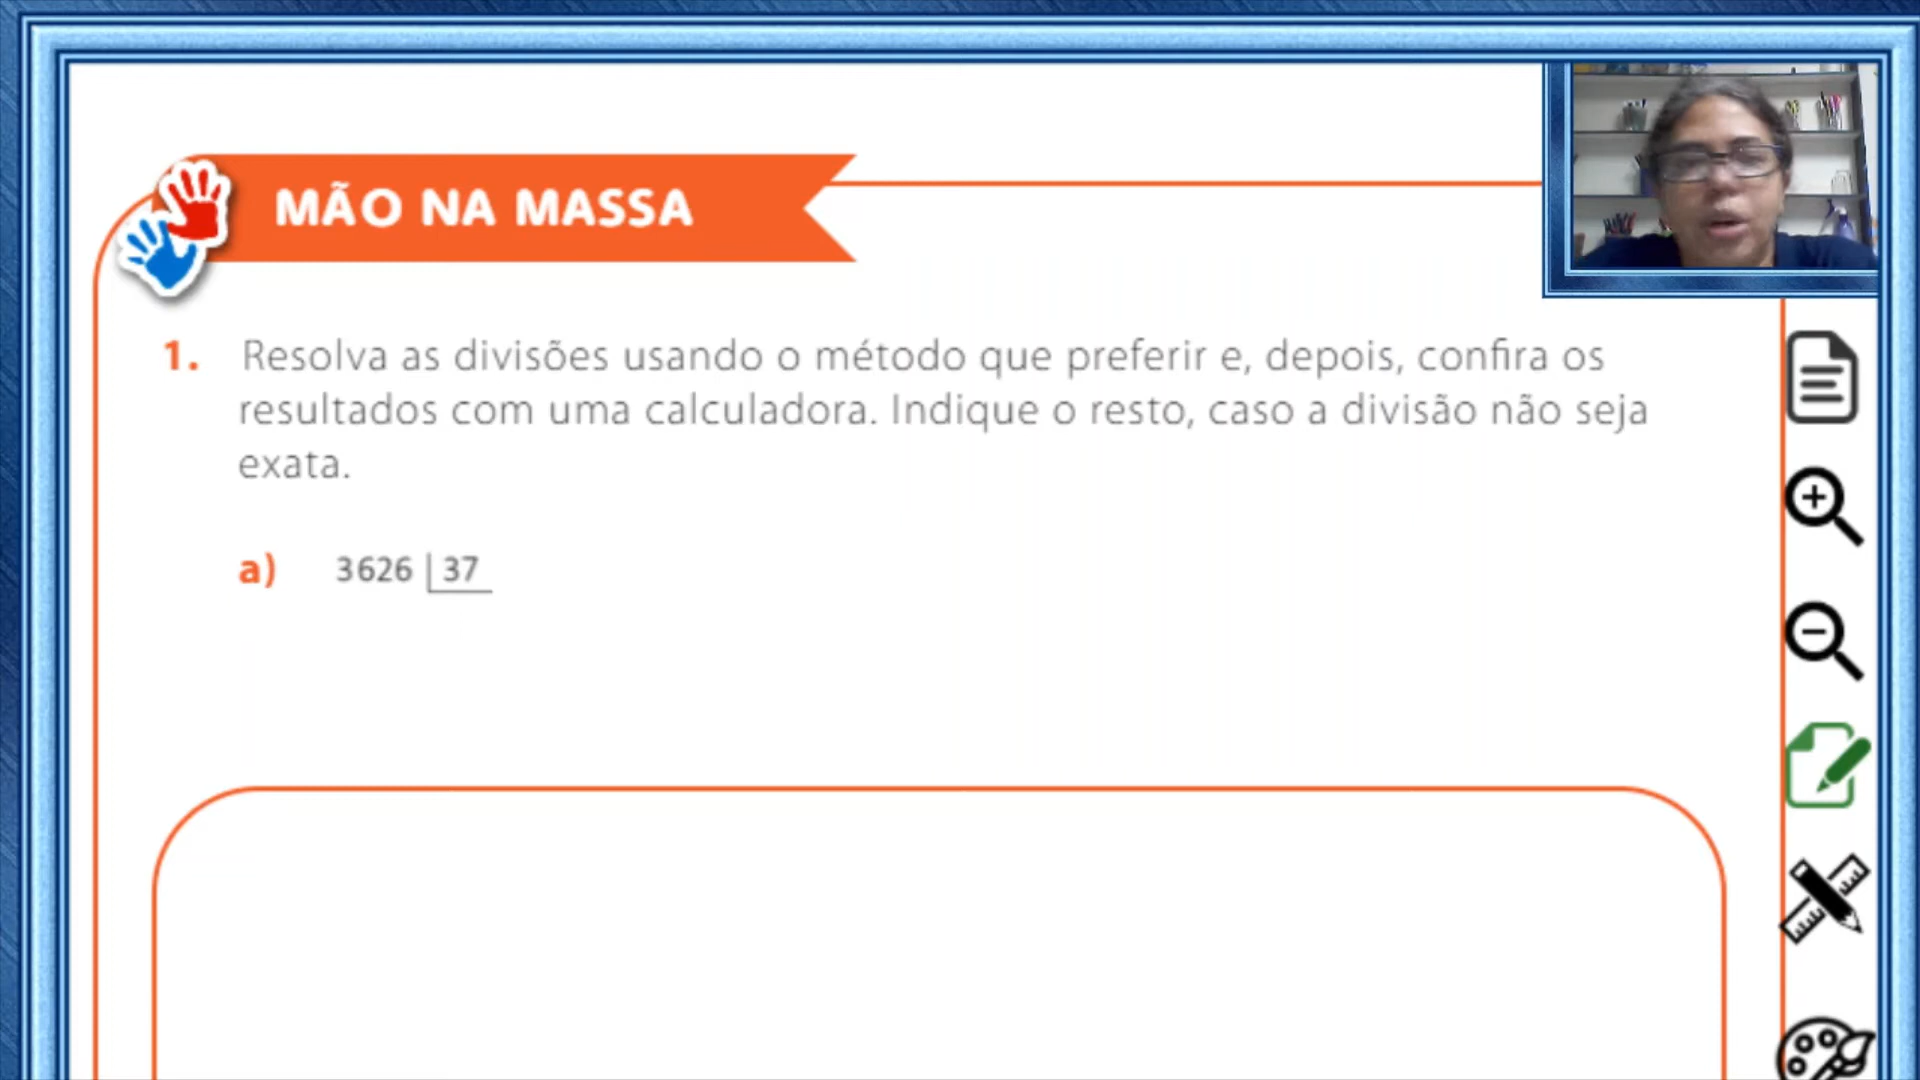 MÃO NA MASSA
1. Resolva as divisões usando o método que preferir e, depois, confira os
resultados com uma calculadora. Indique o resto, caso a divisão não seja
exata.
a) 3626 37